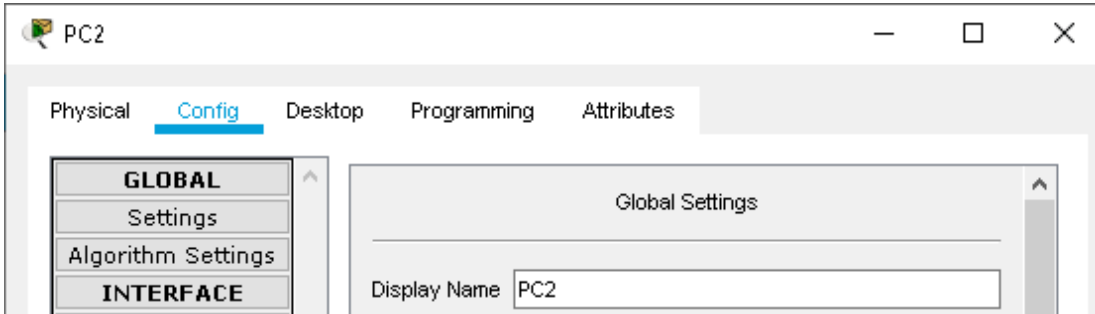 PC2
Physical Config Desktop Programming Attributes
GLOBAL
Settings
Algorithm Settings
INTERFACE
Global Settings
Display Name PC2